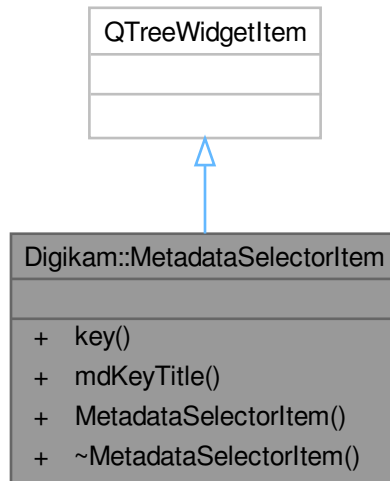 QTreeWidgetItem
Digikam::MetadataSelectorItem
+ key()
+ mdKeyTitle()
+ MetadataSelectorItem()
+ ~MetadataSelectorItem()